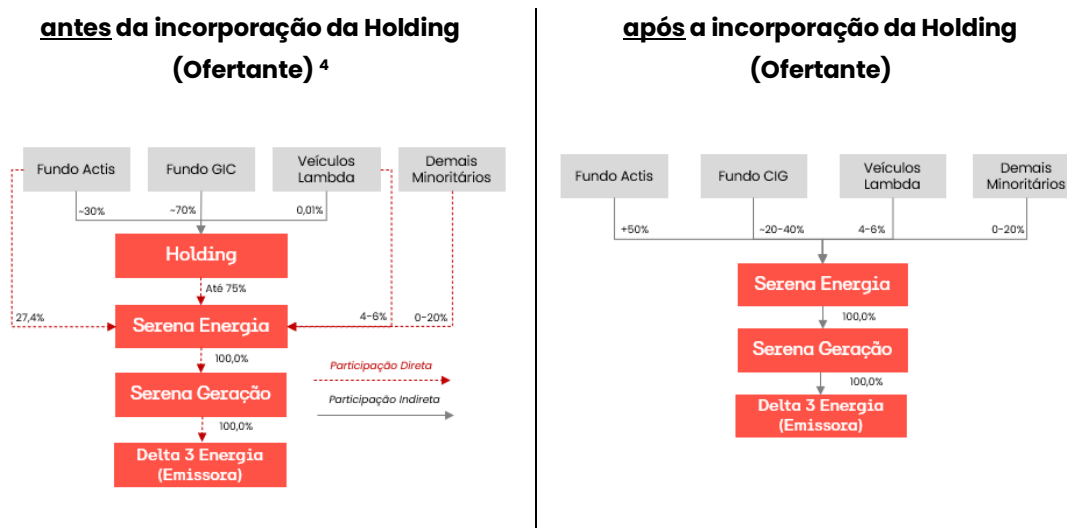 antes da incorporação da Holding
(Ofertante) ⁴
Fundo Actis
Fundo GIC
Veículos
Lambda
Demais
Minoritários
~30%
~70%
0,01%
Holding
Até 75%
27,4%
Serena Energia
4-6%
0-20%
100,0%
Serena Geração
Participação Direta
Participação Indireta
100,0%
Delta 3 Energia
(Emissora)
após a incorporação da Holding
(Ofertante)
Fundo Actis
Fundo CIG
Veículos
Lambda
Demais
Minoritários
+50%
~20-40%
4-6%
0-20%
Serena Energia
100,0%
Serena Geração
100,0%
Delta 3 Energia
(Emissora)